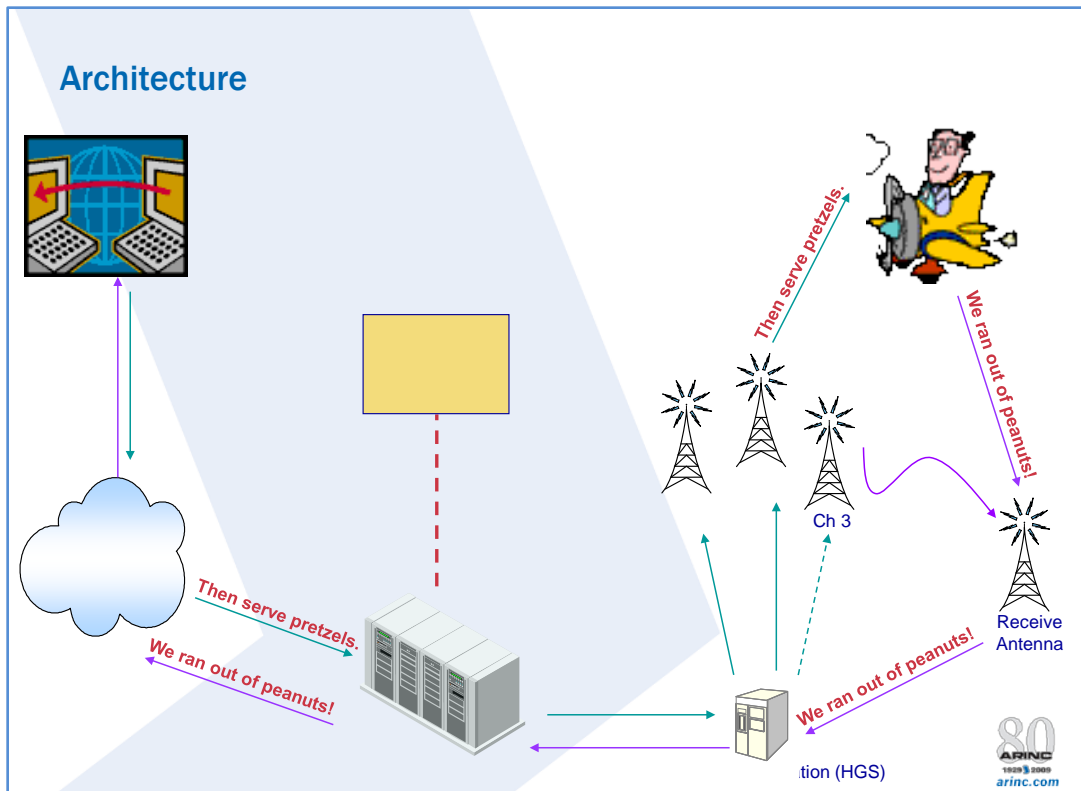 Architecture
Then serve pretzels.
We ran out of peanuts!
Ch 3
Receive
Antenna
Then serve pretzels.
We ran out of peanuts!
We ran out of peanuts!
(HGS)
80
ARINC
1929 2009
arinc.com